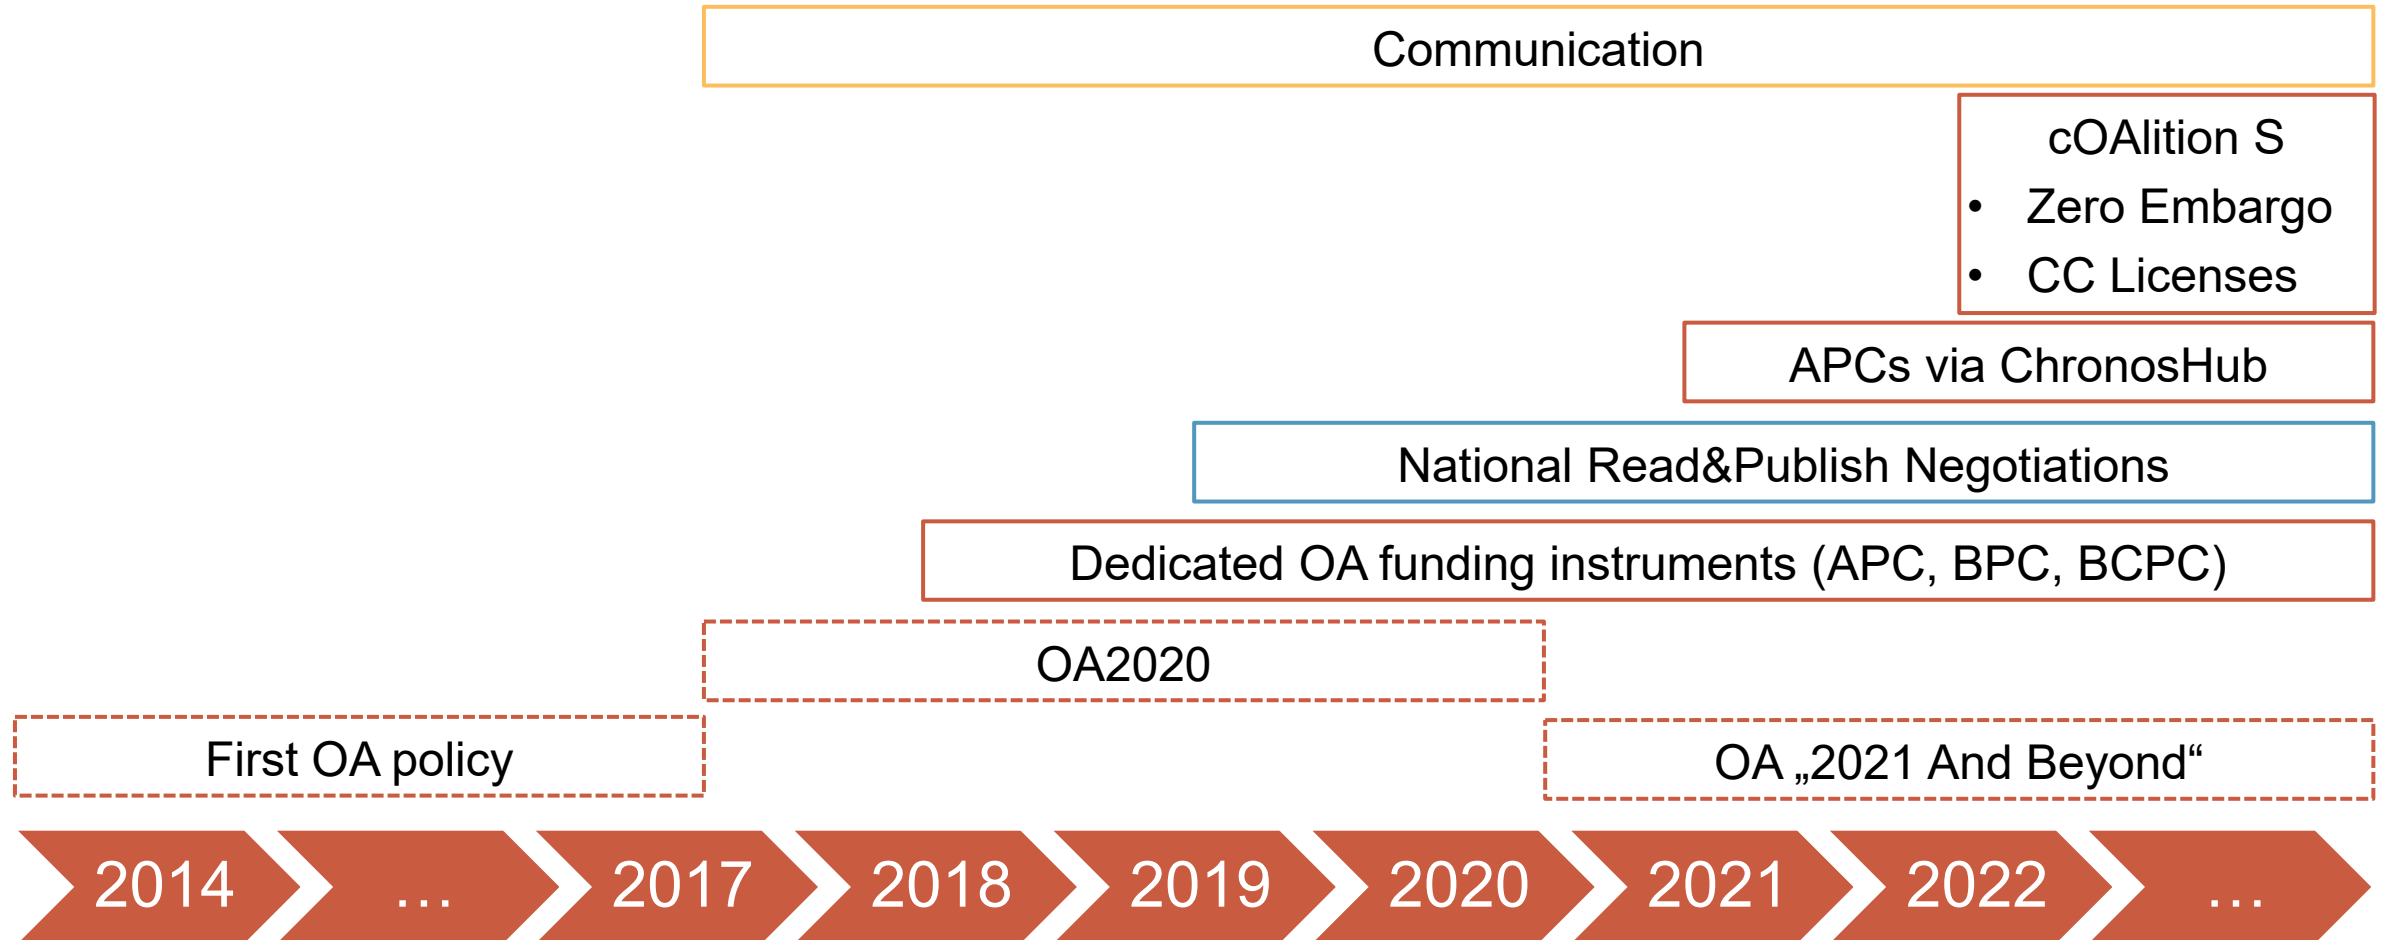 Communication
cOAlition S
• Zero Embargo
• CC Licenses
APCs via ChronosHub
National Read&Publish Negotiations
Dedicated OA funding instruments (APC, BPC, BCPC)
OA2020
First OA policy
OA „2021 And Beyond“
2014
…
2017
2018
2019
2020
2021
2022
…